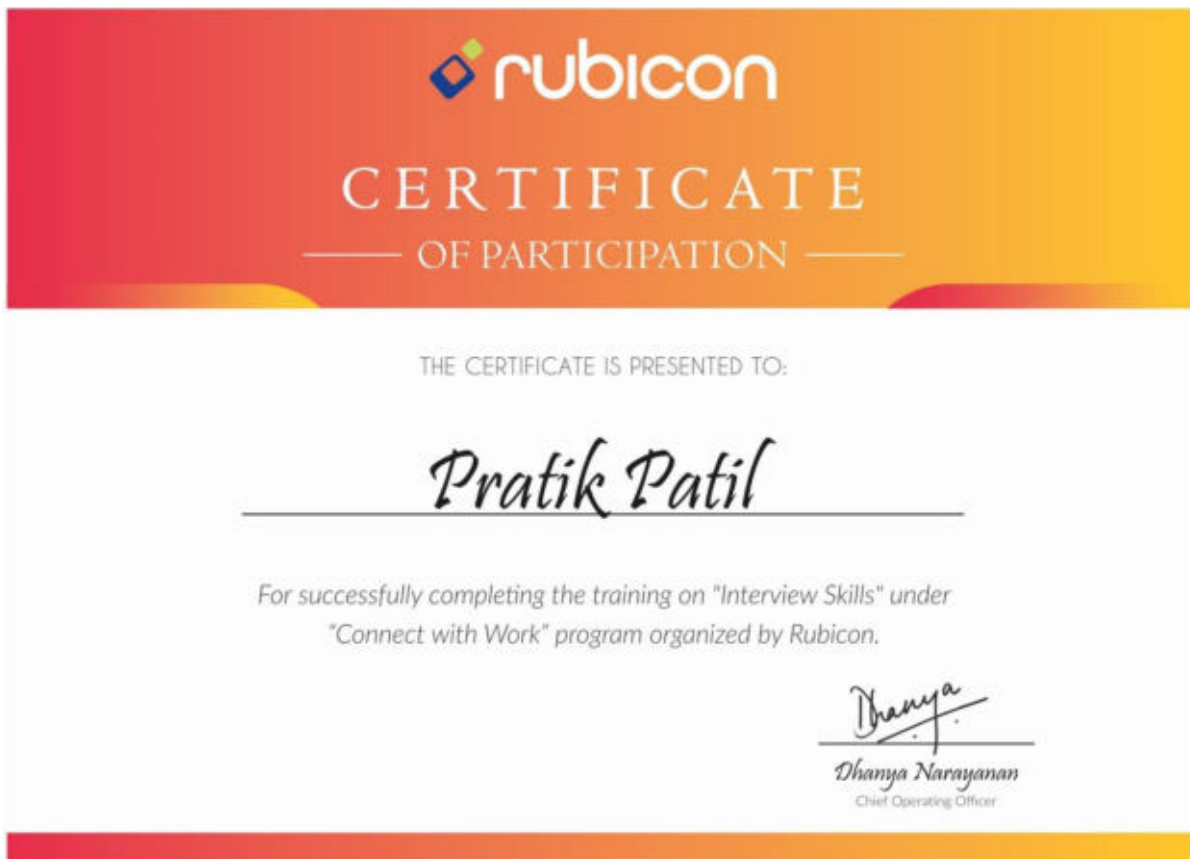 rubicon
CERTIFICATE
OF PARTICIPATION
THE CERTIFICATE IS PRESENTED TO:
Pratik Patil
For successfully completing the training on "Interview Skills" under
"Connect with Work" program organized by Rubicon.
Dhanya
Dhanya Narayanan
Chief Operating Officer